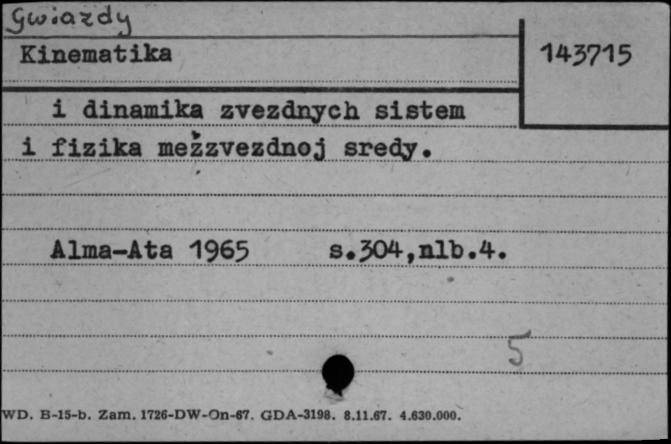 Gwiazdy
Kinematika
143715
i dinamika zvezdnych sistem
i fizika mežzvezdnoj sredy.
Alma-Ata 1965 s.304,nlb.4.
5
WD. B-15-b. Zam. 1726-DW-On-67. GDA-3198. 8.11.67. 4.630.000.